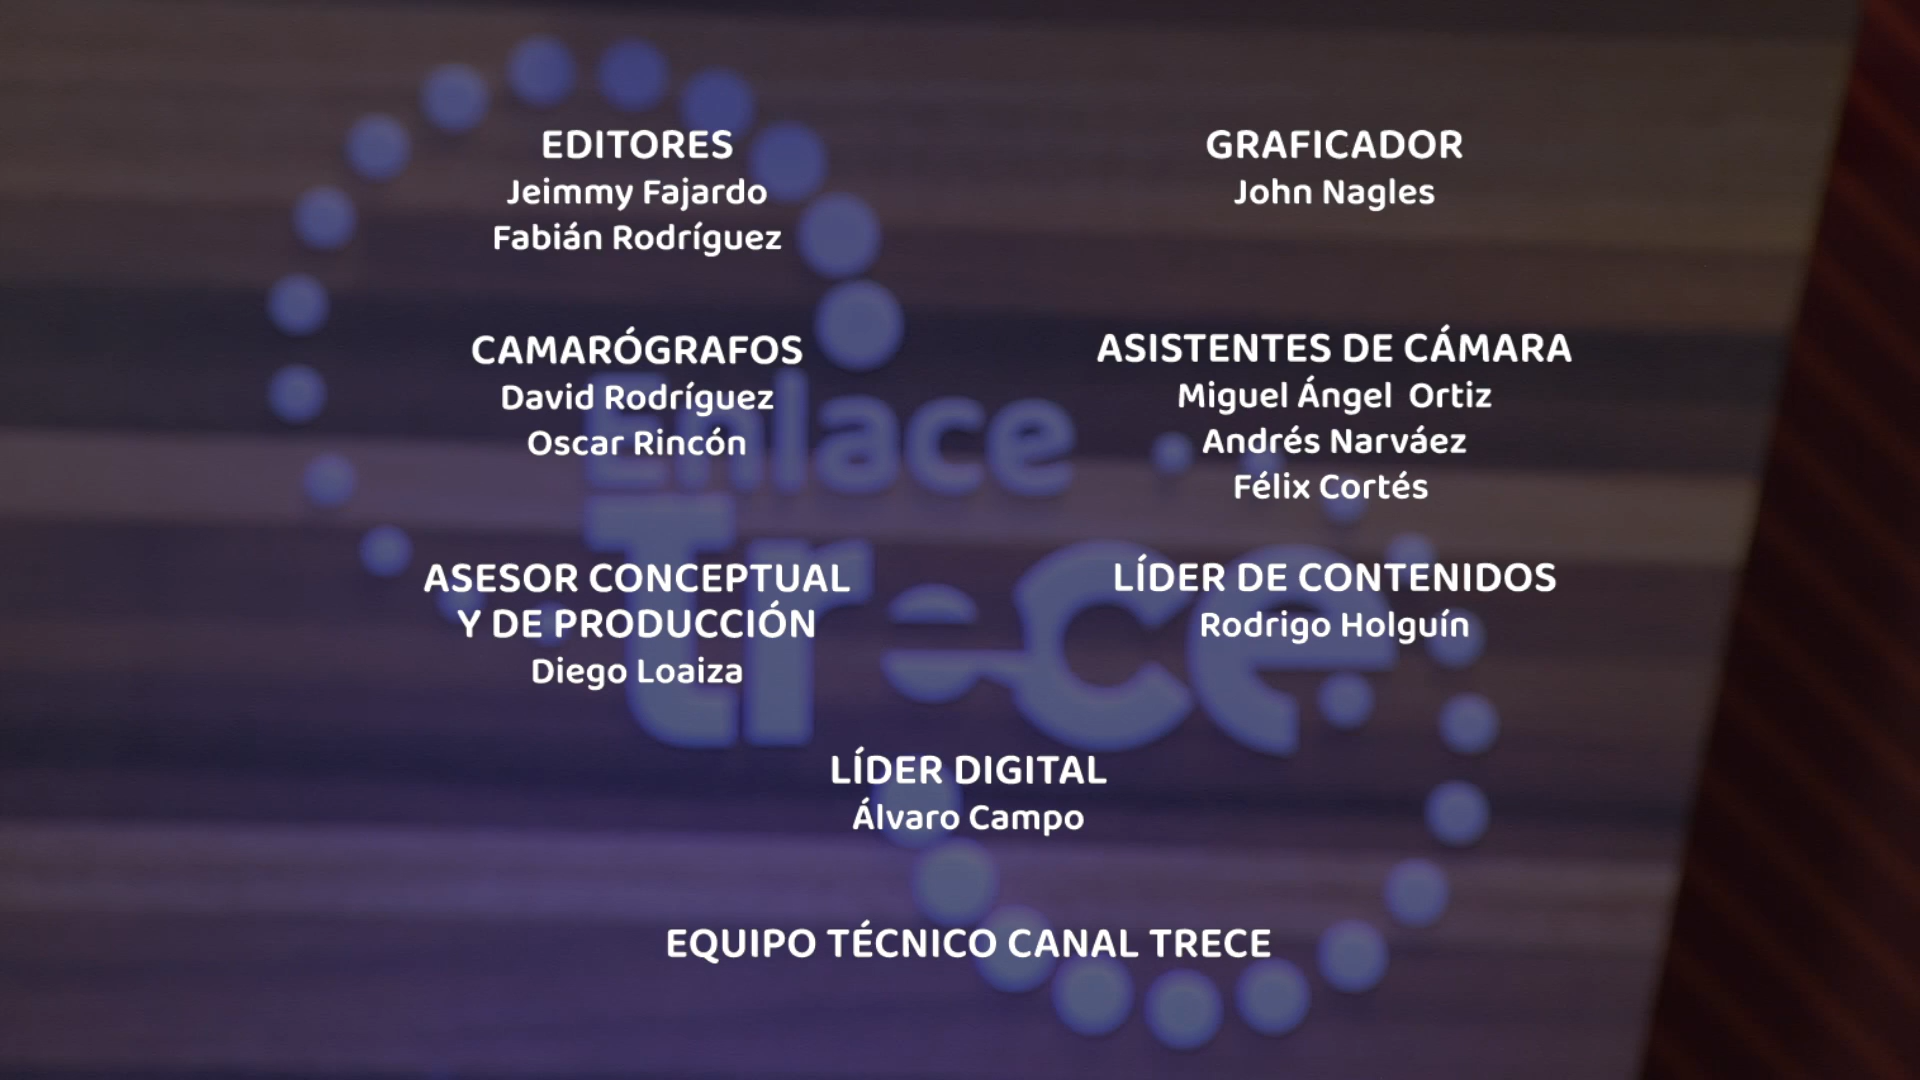 EDITORES
Jeimmy Fajardo
Fabián Rodríguez
GRAFICADOR
John Nagles
CAMARÓGRAFOS
David Rodríguez
Oscar Rincón
ASISTENTES DE CÁMARA
Miguel Ángel  Ortiz
Andrés Narváez
Félix Cortés
ASESOR CONCEPTUAL
Y DE PRODUCCIÓN
Diego Loaiza
LÍDER DE CONTENIDOS
Rodrigo Holguín
LÍDER DIGITAL
Álvaro Campo
EQUIPO TÉCNICO CANAL TRECE
Enlace
Trece